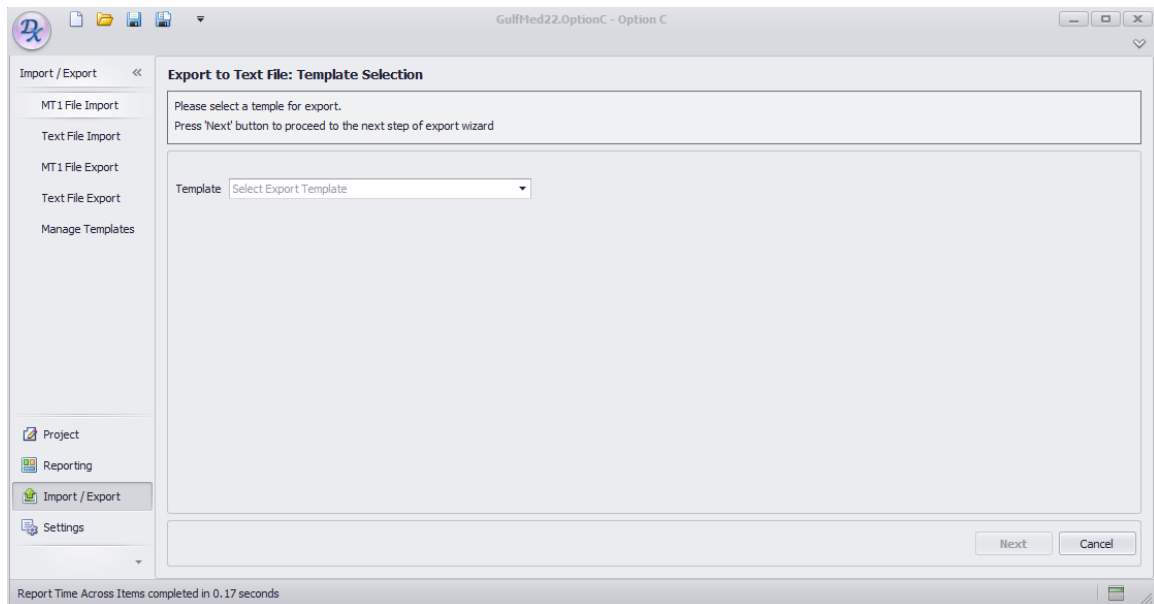 Dx
GulfMed22.OptionC - Option C
Import / Export
MT1 File Import
Text File Import
MT1 File Export
Text File Export
Manage Templates
Export to Text File: Template Selection
Please select a temple for export.
Press 'Next' button to proceed to the next step of export wizard
Template Select Export Template
Project
Reporting
Import / Export
Settings
Next Cancel
Report Time Across Items completed in 0.17 seconds